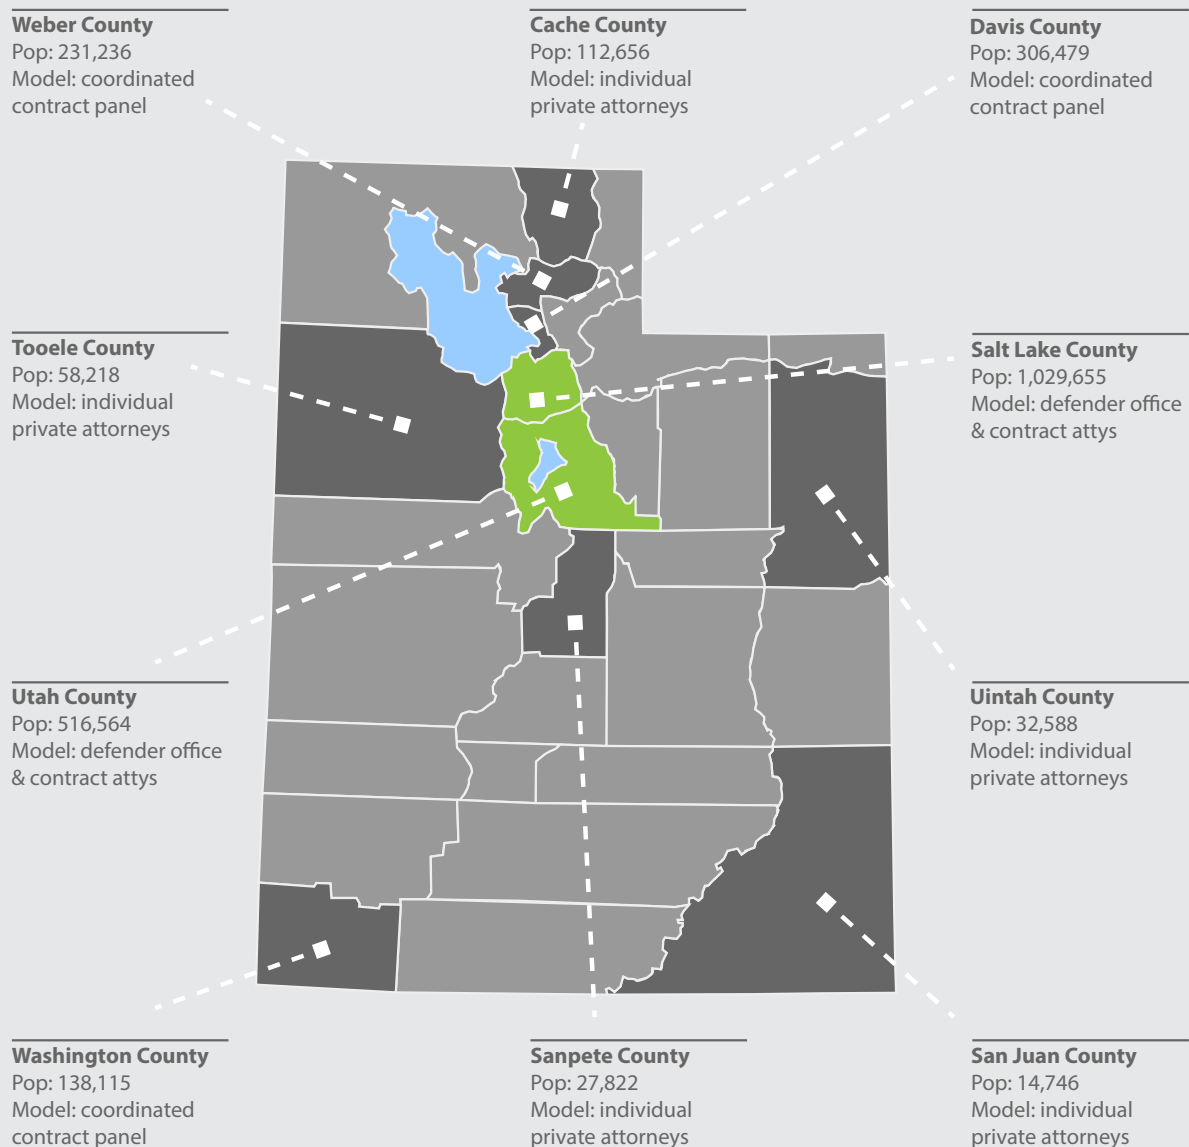 Weber County
Pop: 231,236
Model: coordinated
contract panel
Cache County
Pop: 112,656
Model: individual
private attorneys
Davis County
Pop: 306,479
Model: coordinated
contract panel
Tooele County
Pop: 58,218
Model: individual
private attorneys
Salt Lake County
Pop: 1,029,655
Model: defender office
& contract attys
Utah County
Pop: 516,564
Model: defender office
& contract attys
Uintah County
Pop: 32,588
Model: individual
private attorneys
Washington County
Pop: 138,115
Model: coordinated
contract panel
Sanpete County
Pop: 27,822
Model: individual
private attorneys
San Juan County
Pop: 14,746
Model: individual
private attorneys